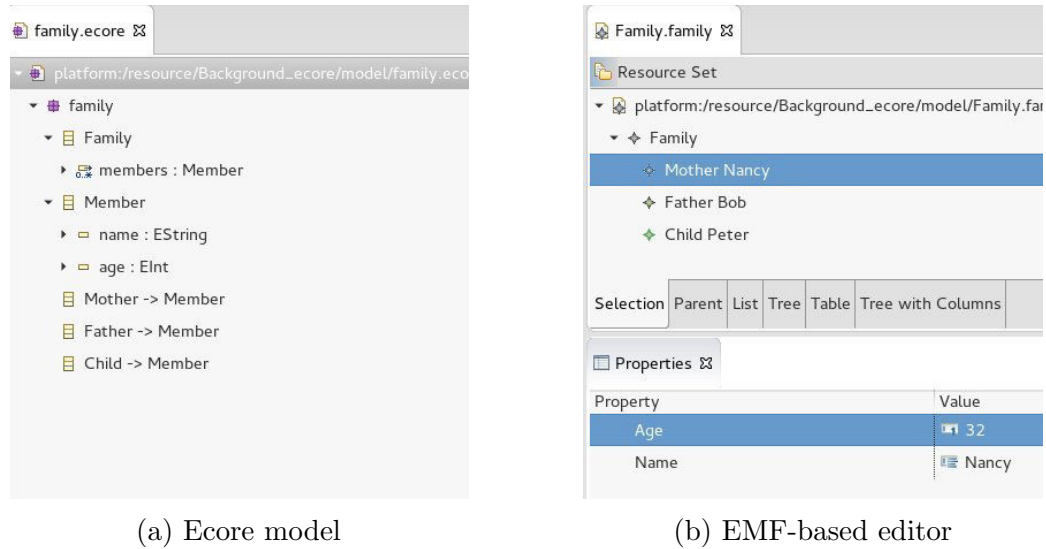 family.ecore
platform:/resource/Background_ecore/model/family.eco
family
Family
0..* members : Member
Member
name : EString
age : EInt
Mother -> Member
Father -> Member
Child -> Member
(a) Ecore model
Family.family
Resource Set
platform:/resource/Background_ecore/model/Family.far
Family
Mother Nancy
Father Bob
Child Peter
Selection Parent List Tree Table Tree with Columns
Properties
Property Value
Age 32
Name Nancy
(b) EMF-based editor